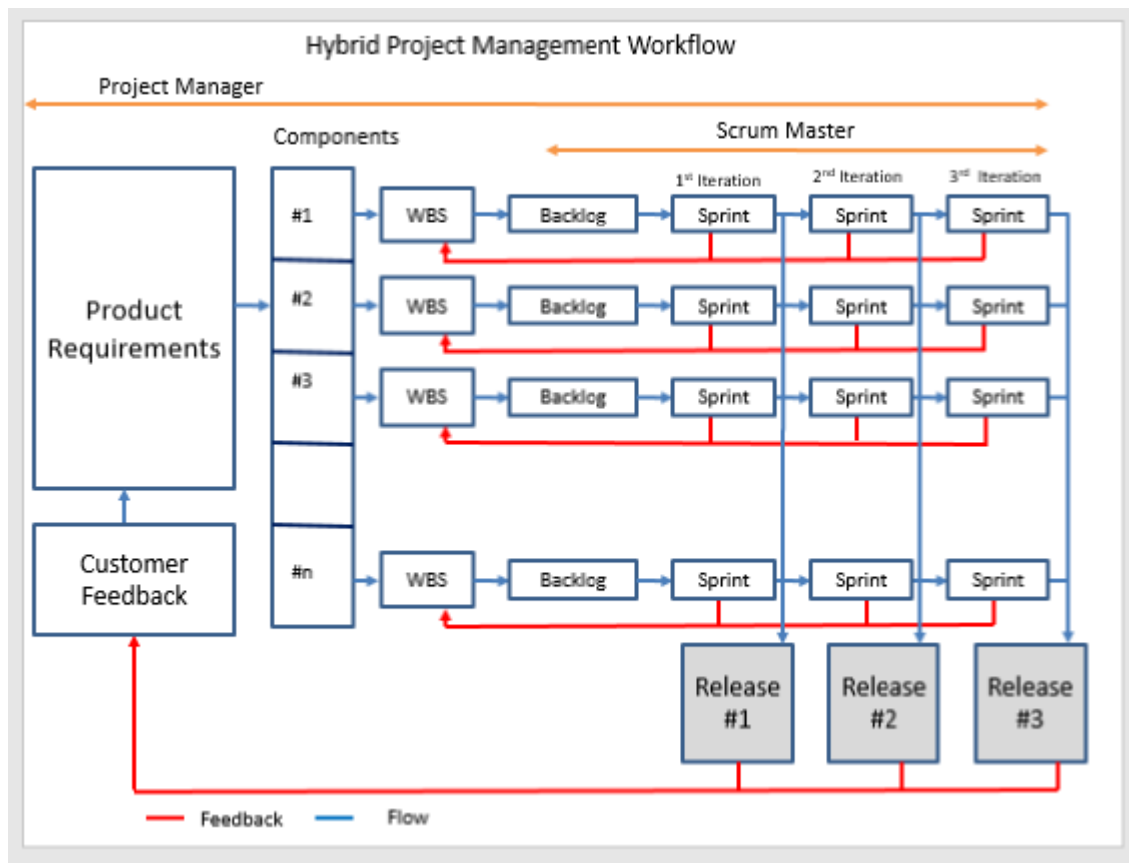 Hybrid Project Management Workflow
Project Manager
Scrum Master
Components
1st Iteration
2nd Iteration
3rd Iteration
Product
Requirements
#1
WBS
Backlog
Sprint
Sprint
Sprint
#2
WBS
Backlog
Sprint
Sprint
Sprint
#3
WBS
Backlog
Sprint
Sprint
Sprint
Customer
Feedback
#n
WBS
Backlog
Sprint
Sprint
Sprint
Release
#1
Release
#2
Release
#3
Feedback
Flow